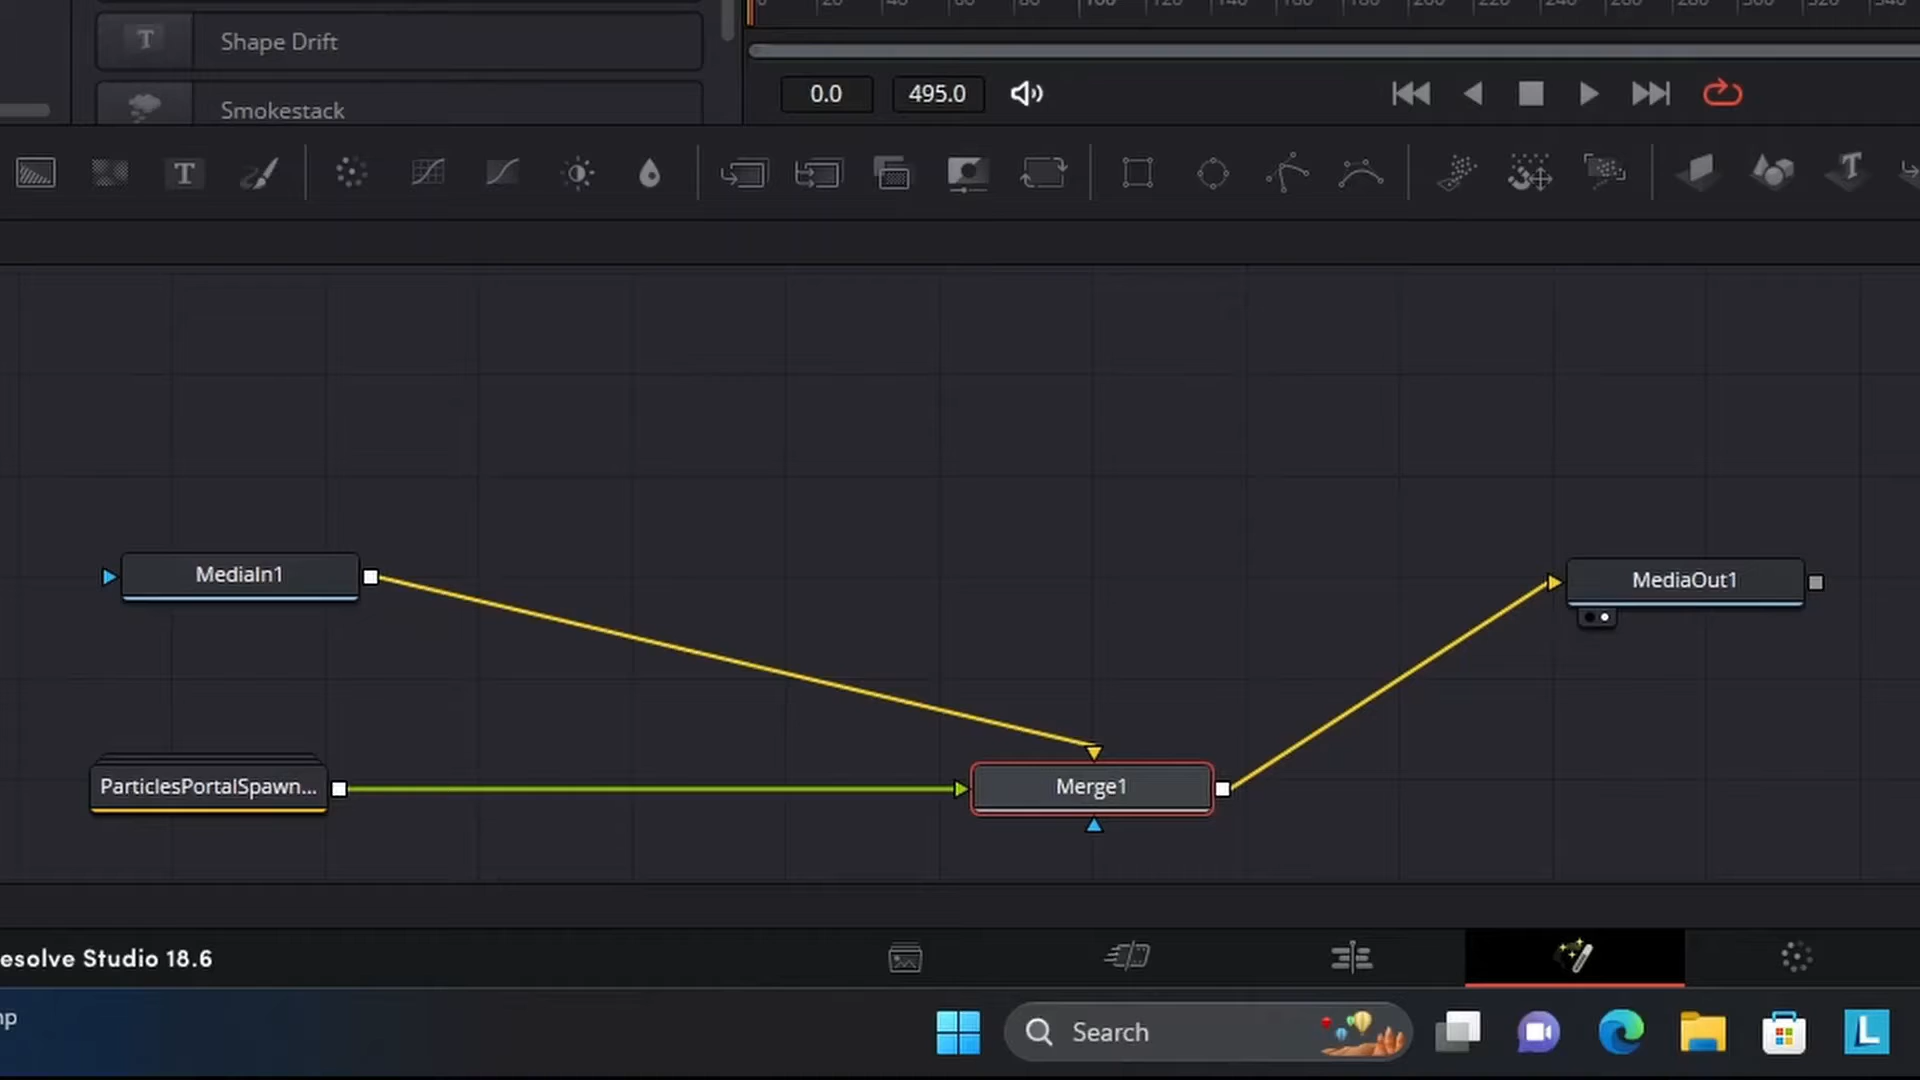 Shape Drift
Smokestack
0.0
495.0
MediaIn1
MediaOut1
ParticlesPortalSpawn...
Merge1
esolve Studio 18.6
Search